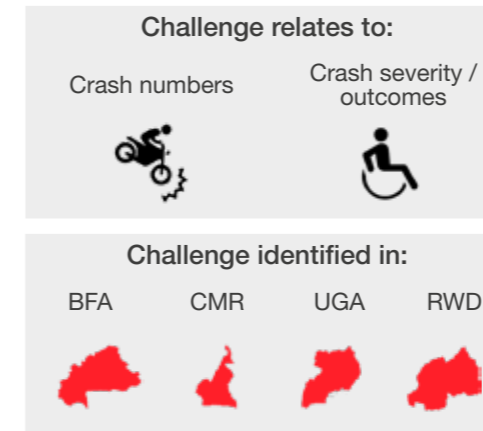 Challenge relates to:
Crash numbers
Crash severity /
outcomes
Challenge identified in:
BFA CMR UGA RWD